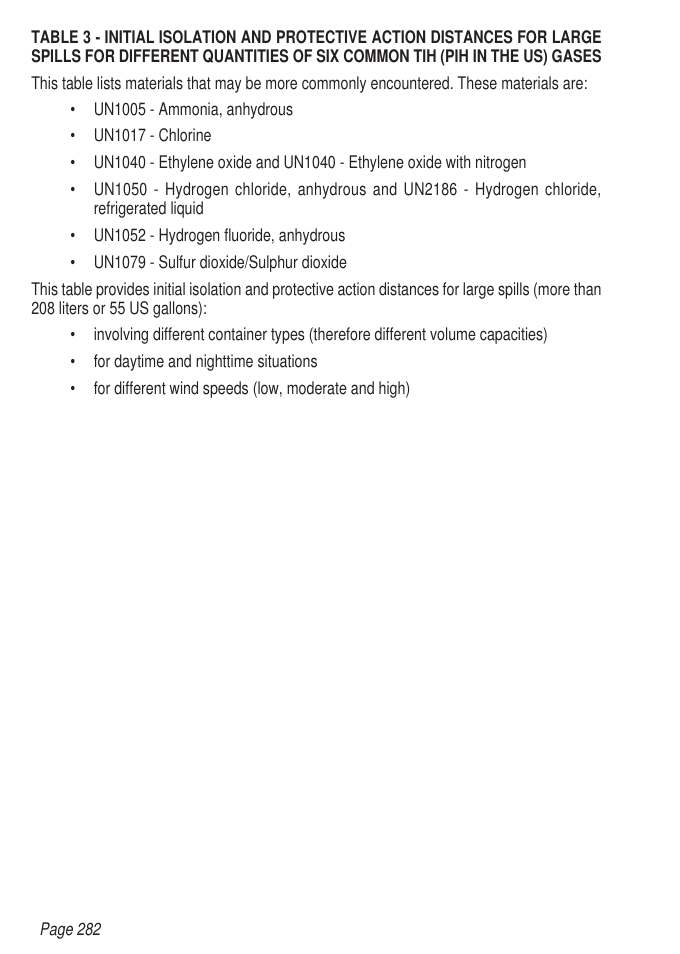 TABLE 3 - INITIAL ISOLATION AND PROTECTIVE ACTION DISTANCES FOR LARGE
SPILLS FOR DIFFERENT QUANTITIES OF SIX COMMON TIH (PIH IN THE US) GASES
This table lists materials that may be more commonly encountered. These materials are:
• UN1005 - Ammonia, anhydrous
• UN1017 - Chlorine
• UN1040 - Ethylene oxide and UN1040 - Ethylene oxide with nitrogen
• UN1050 - Hydrogen chloride, anhydrous and UN2186 - Hydrogen chloride,
refrigerated liquid
• UN1052 - Hydrogen fluoride, anhydrous
• UN1079 - Sulfur dioxide/Sulphur dioxide
This table provides initial isolation and protective action distances for large spills (more than
208 liters or 55 US gallons):
• involving different container types (therefore different volume capacities)
• for daytime and nighttime situations
• for different wind speeds (low, moderate and high)
Page 282